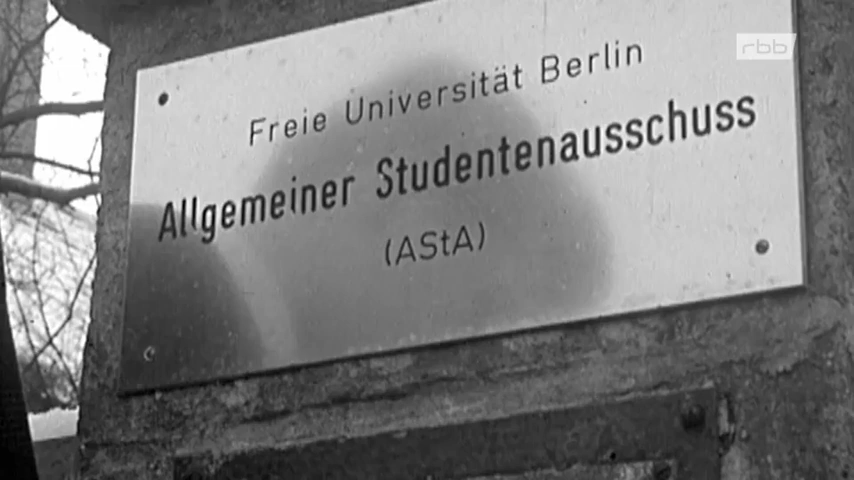 rbb
Freie Universität Berlin
Allgemeiner Studentenausschuss
(AStA)